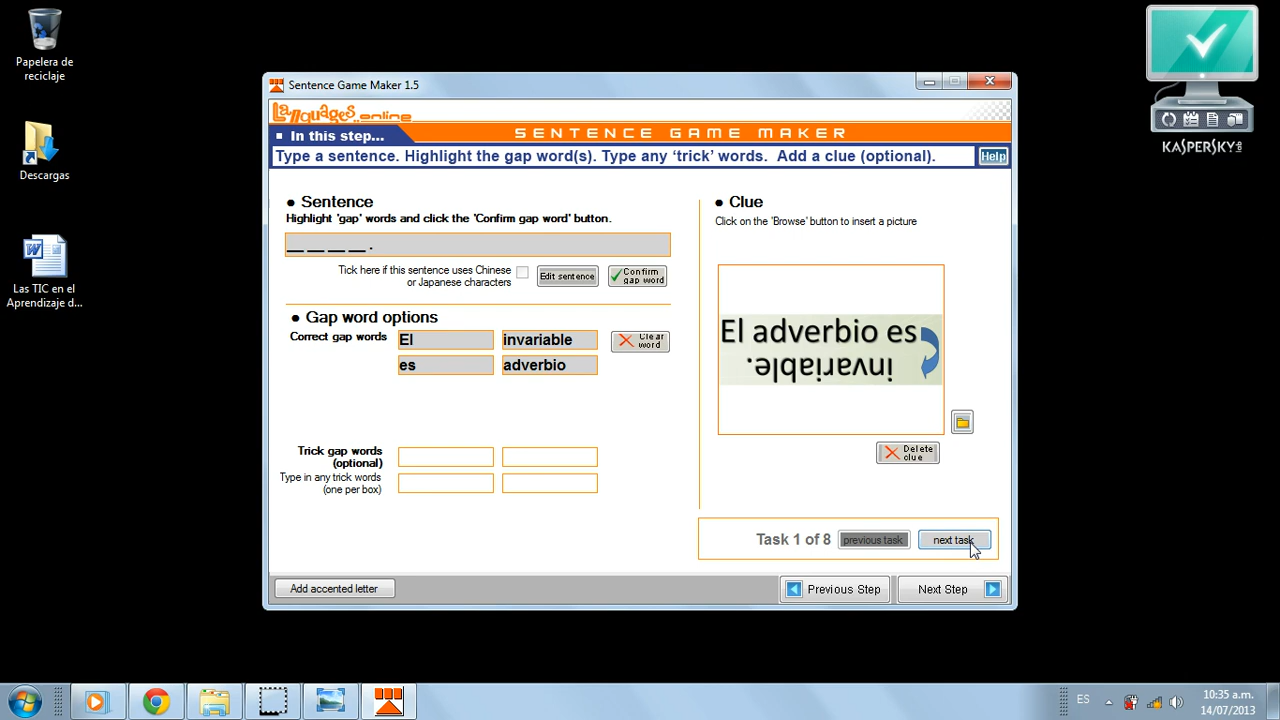 Papelera de
reciclaje
Descargas
Las TIC en el
Aprendizaje d...
KASPERSKY
Sentence Game Maker 1.5
Languages online
In this step...
SENTENCE GAME MAKER
Type a sentence. Highlight the gap word(s). Type any ‘trick’ words. Add a clue (optional).
Help
Sentence
Highlight 'gap' words and click the 'Confirm gap word' button.
__ __ __ __ .
Tick here if this sentence uses Chinese
or Japanese characters
Edit sentence
Confirm
gap word
Gap word options
Correct gap words
El
invariable
Clear
word
es
adverbio
Trick gap words
(optional)
Type in any trick words
(one per box)
Clue
Click on the 'Browse' button to insert a picture
El adverbio es
invariable.
Delete
clue
Task 1 of 8
previous task
next task
Add accented letter
Previous Step
Next Step
ES
10:35 a.m.
14/07/2013